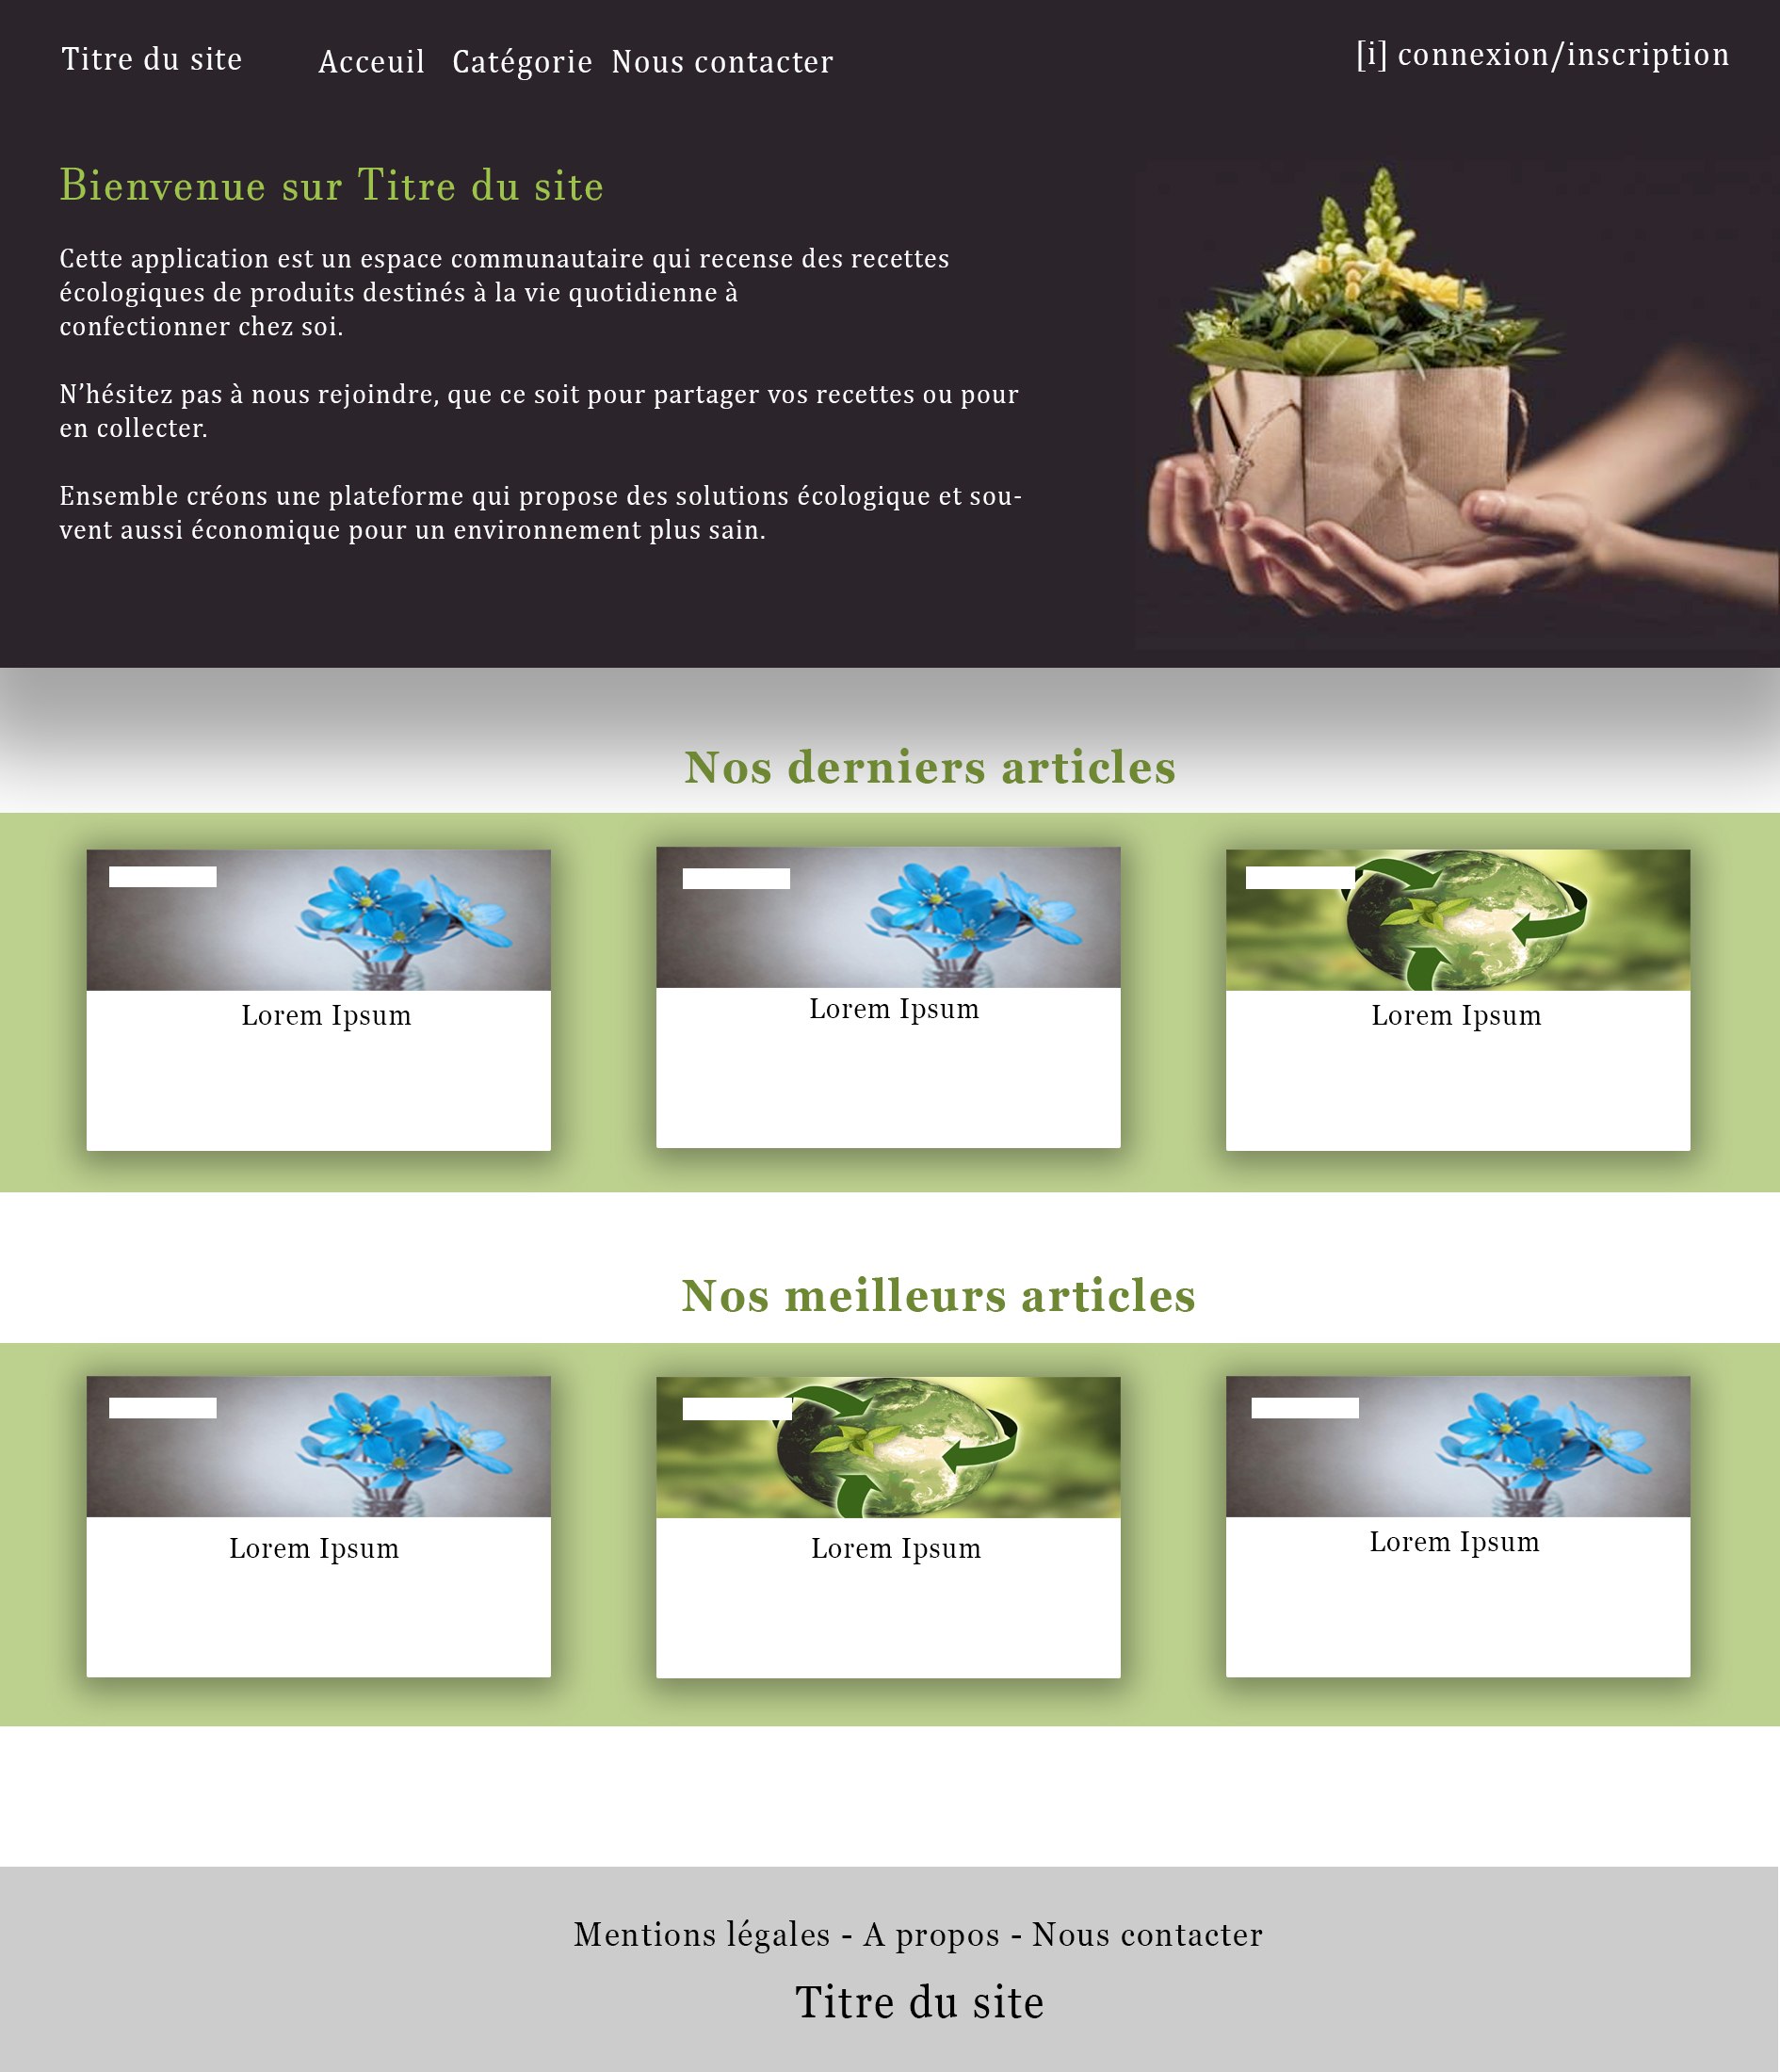 Titre du site
Acceuil Catégorie Nous contacter
[i] connexion/inscription
Bienvenue sur Titre du site
Cette application est un espace communautaire qui recense des recettes
écologiques de produits destinés à la vie quotidienne à
confectionner chez soi.
N’hésitez pas à nous rejoindre, que ce soit pour partager vos recettes ou pour
en collecter.
Ensemble créons une plateforme qui propose des solutions écologique et sou-
vent aussi économique pour un environnement plus sain.
Nos derniers articles
Lorem Ipsum
Lorem Ipsum
Lorem Ipsum
Nos meilleurs articles
Lorem Ipsum
Lorem Ipsum
Lorem Ipsum
Mentions légales - A propos - Nous contacter
Titre du site